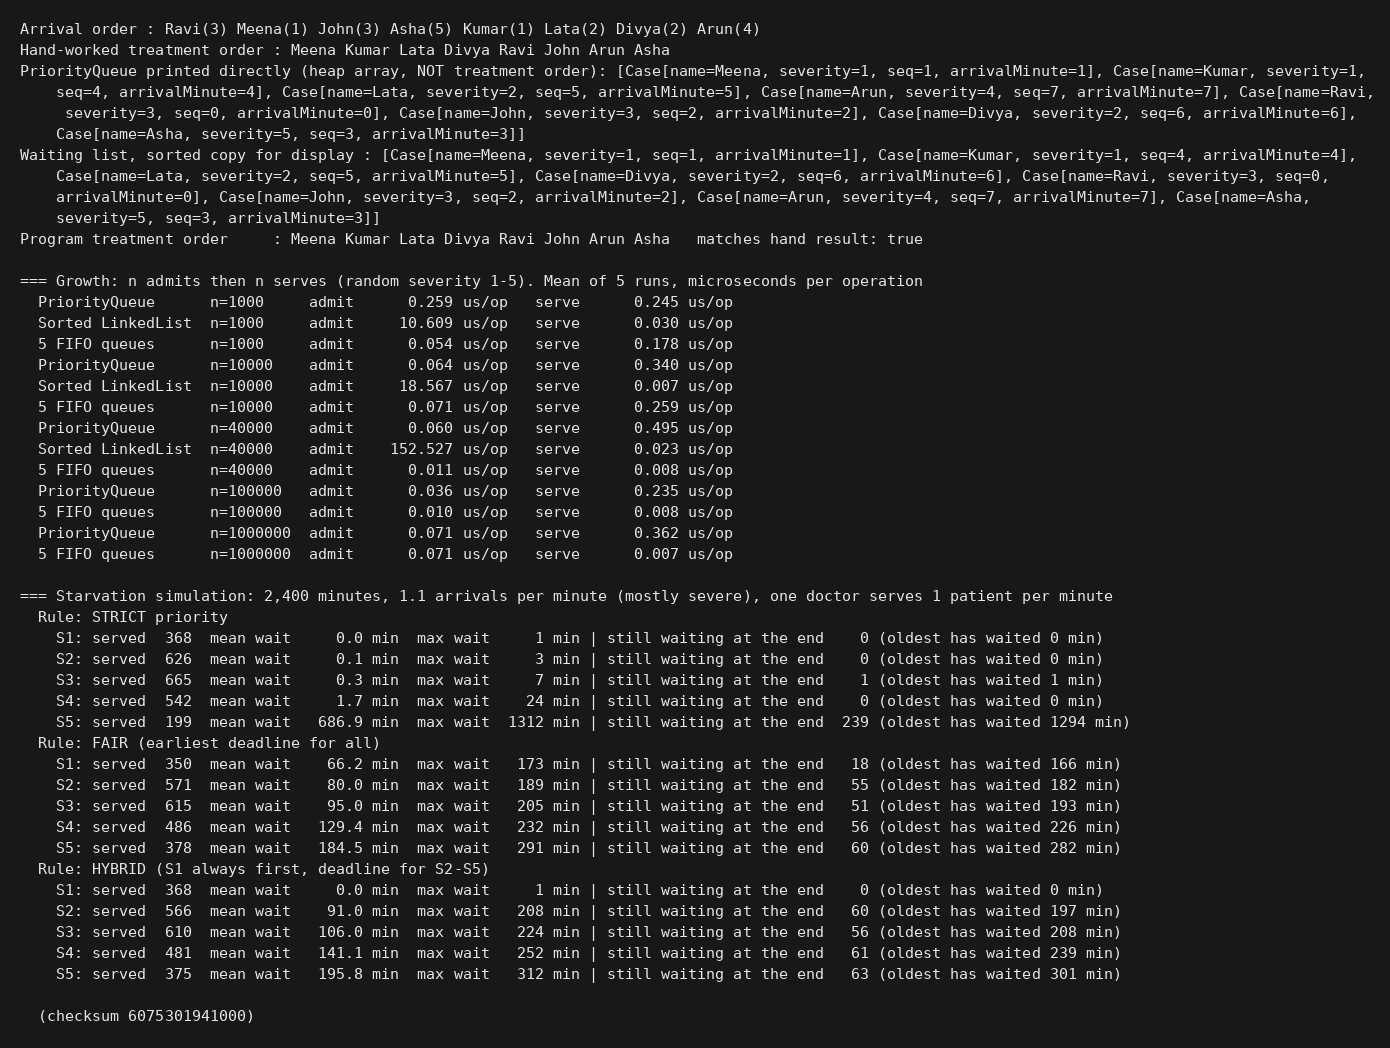 Arrival order : Ravi(3) Meena(1) John(3) Asha(5) Kumar(1) Lata(2) Divya(2) Arun(4)
Hand-worked treatment order : Meena Kumar Lata Divya Ravi John Arun Asha
PriorityQueue printed directly (heap array, NOT treatment order): [Case[name=Meena, severity=1, seq=1, arrivalMinute=1], Case[name=Kumar, severity=1,
    seq=4, arrivalMinute=4], Case[name=Lata, severity=2, seq=5, arrivalMinute=5], Case[name=Arun, severity=4, seq=7, arrivalMinute=7], Case[name=Ravi,
     severity=3, seq=0, arrivalMinute=0], Case[name=John, severity=3, seq=2, arrivalMinute=2], Case[name=Divya, severity=2, seq=6, arrivalMinute=6],
    Case[name=Asha, severity=5, seq=3, arrivalMinute=3]]
Waiting list, sorted copy for display : [Case[name=Meena, severity=1, seq=1, arrivalMinute=1], Case[name=Kumar, severity=1, seq=4, arrivalMinute=4],
    Case[name=Lata, severity=2, seq=5, arrivalMinute=5], Case[name=Divya, severity=2, seq=6, arrivalMinute=6], Case[name=Ravi, severity=3, seq=0,
    arrivalMinute=0], Case[name=John, severity=3, seq=2, arrivalMinute=2], Case[name=Arun, severity=4, seq=7, arrivalMinute=7], Case[name=Asha,
    severity=5, seq=3, arrivalMinute=3]]
Program treatment order     : Meena Kumar Lata Divya Ravi John Arun Asha   matches hand result: true

=== Growth: n admits then n serves (random severity 1-5). Mean of 5 runs, microseconds per operation
  PriorityQueue      n=1000     admit      0.259 us/op   serve      0.245 us/op
  Sorted LinkedList  n=1000     admit     10.609 us/op   serve      0.030 us/op
  5 FIFO queues      n=1000     admit      0.054 us/op   serve      0.178 us/op
  PriorityQueue      n=10000    admit      0.064 us/op   serve      0.340 us/op
  Sorted LinkedList  n=10000    admit     18.567 us/op   serve      0.007 us/op
  5 FIFO queues      n=10000    admit      0.071 us/op   serve      0.259 us/op
  PriorityQueue      n=40000    admit      0.060 us/op   serve      0.495 us/op
  Sorted LinkedList  n=40000    admit    152.527 us/op   serve      0.023 us/op
  5 FIFO queues      n=40000    admit      0.011 us/op   serve      0.008 us/op
  PriorityQueue      n=100000   admit      0.036 us/op   serve      0.235 us/op
  5 FIFO queues      n=100000   admit      0.010 us/op   serve      0.008 us/op
  PriorityQueue      n=1000000  admit      0.071 us/op   serve      0.362 us/op
  5 FIFO queues      n=1000000  admit      0.071 us/op   serve      0.007 us/op

=== Starvation simulation: 2,400 minutes, 1.1 arrivals per minute (mostly severe), one doctor serves 1 patient per minute
  Rule: STRICT priority
    S1: served  368  mean wait     0.0 min  max wait     1 min | still waiting at the end    0 (oldest has waited 0 min)
    S2: served  626  mean wait     0.1 min  max wait     3 min | still waiting at the end    0 (oldest has waited 0 min)
    S3: served  665  mean wait     0.3 min  max wait     7 min | still waiting at the end    1 (oldest has waited 1 min)
    S4: served  542  mean wait     1.7 min  max wait    24 min | still waiting at the end    0 (oldest has waited 0 min)
    S5: served  199  mean wait   686.9 min  max wait  1312 min | still waiting at the end  239 (oldest has waited 1294 min)
  Rule: FAIR (earliest deadline for all)
    S1: served  350  mean wait    66.2 min  max wait   173 min | still waiting at the end   18 (oldest has waited 166 min)
    S2: served  571  mean wait    80.0 min  max wait   189 min | still waiting at the end   55 (oldest has waited 182 min)
    S3: served  615  mean wait    95.0 min  max wait   205 min | still waiting at the end   51 (oldest has waited 193 min)
    S4: served  486  mean wait   129.4 min  max wait   232 min | still waiting at the end   56 (oldest has waited 226 min)
    S5: served  378  mean wait   184.5 min  max wait   291 min | still waiting at the end   60 (oldest has waited 282 min)
  Rule: HYBRID (S1 always first, deadline for S2-S5)
    S1: served  368  mean wait     0.0 min  max wait     1 min | still waiting at the end    0 (oldest has waited 0 min)
    S2: served  566  mean wait    91.0 min  max wait   208 min | still waiting at the end   60 (oldest has waited 197 min)
    S3: served  610  mean wait   106.0 min  max wait   224 min | still waiting at the end   56 (oldest has waited 208 min)
    S4: served  481  mean wait   141.1 min  max wait   252 min | still waiting at the end   61 (oldest has waited 239 min)
    S5: served  375  mean wait   195.8 min  max wait   312 min | still waiting at the end   63 (oldest has waited 301 min)

  (checksum 6075301941000)